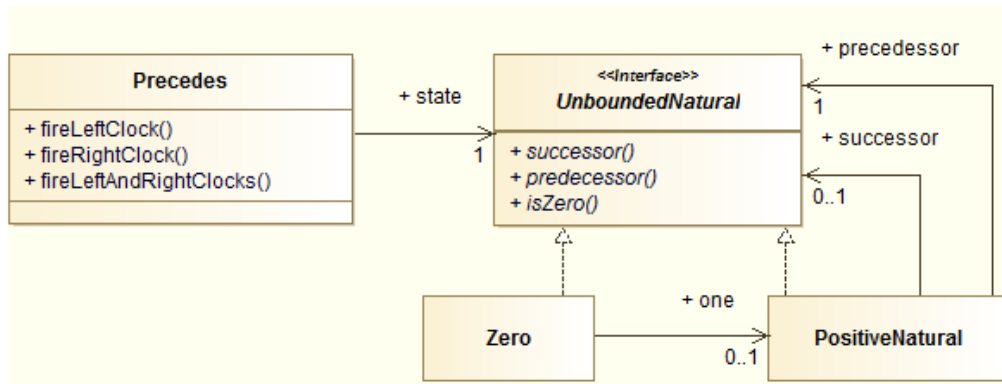 Precedes
+ fireLeftClock()
+ fireRightClock()
+ fireLeftAndRightClocks()
+ state
1
<<Interface>>
UnboundedNatural
+ successor()
+ predecessor()
+ isZero()
+ precedessor
1
+ successor
0..1
Zero
+ one
0..1
PositiveNatural